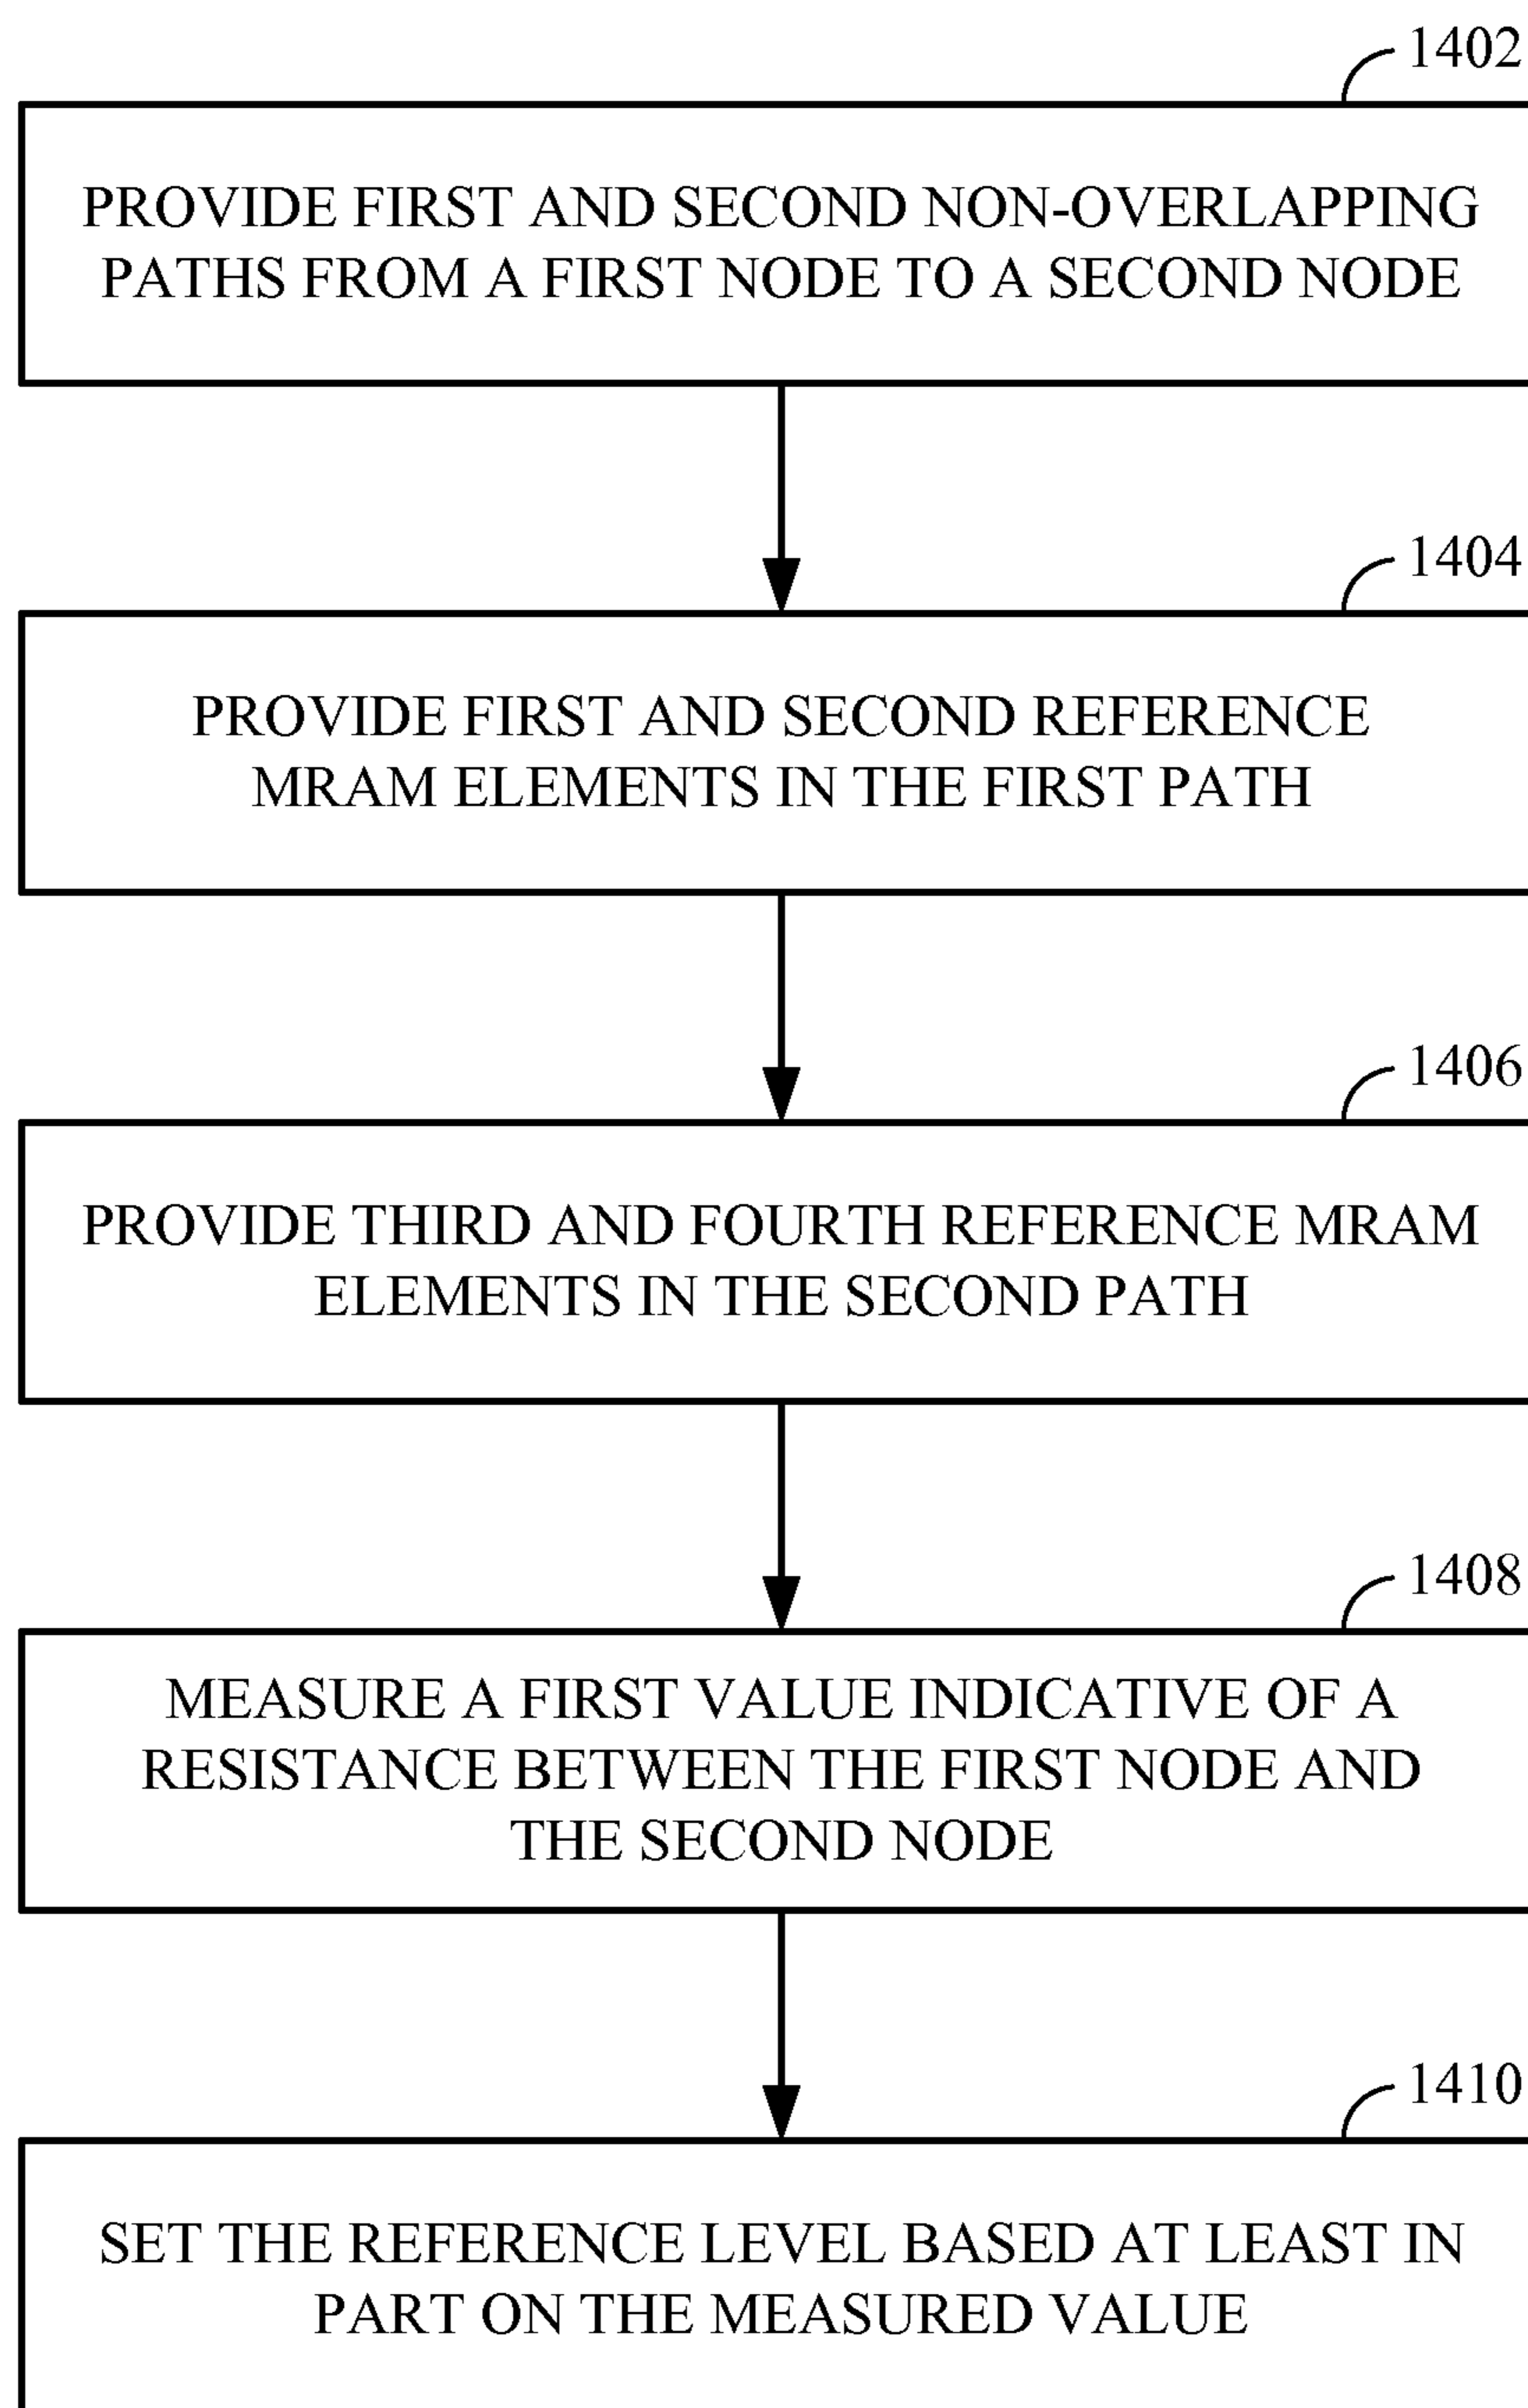 1402
PROVIDE FIRST AND SECOND NON-OVERLAPPING
PATHS FROM A FIRST NODE TO A SECOND NODE
1404
PROVIDE FIRST AND SECOND REFERENCE
MRAM ELEMENTS IN THE FIRST PATH
1406
PROVIDE THIRD AND FOURTH REFERENCE MRAM
ELEMENTS IN THE SECOND PATH
1408
MEASURE A FIRST VALUE INDICATIVE OF A
RESISTANCE BETWEEN THE FIRST NODE AND
THE SECOND NODE
1410
SET THE REFERENCE LEVEL BASED AT LEAST IN
PART ON THE MEASURED VALUE